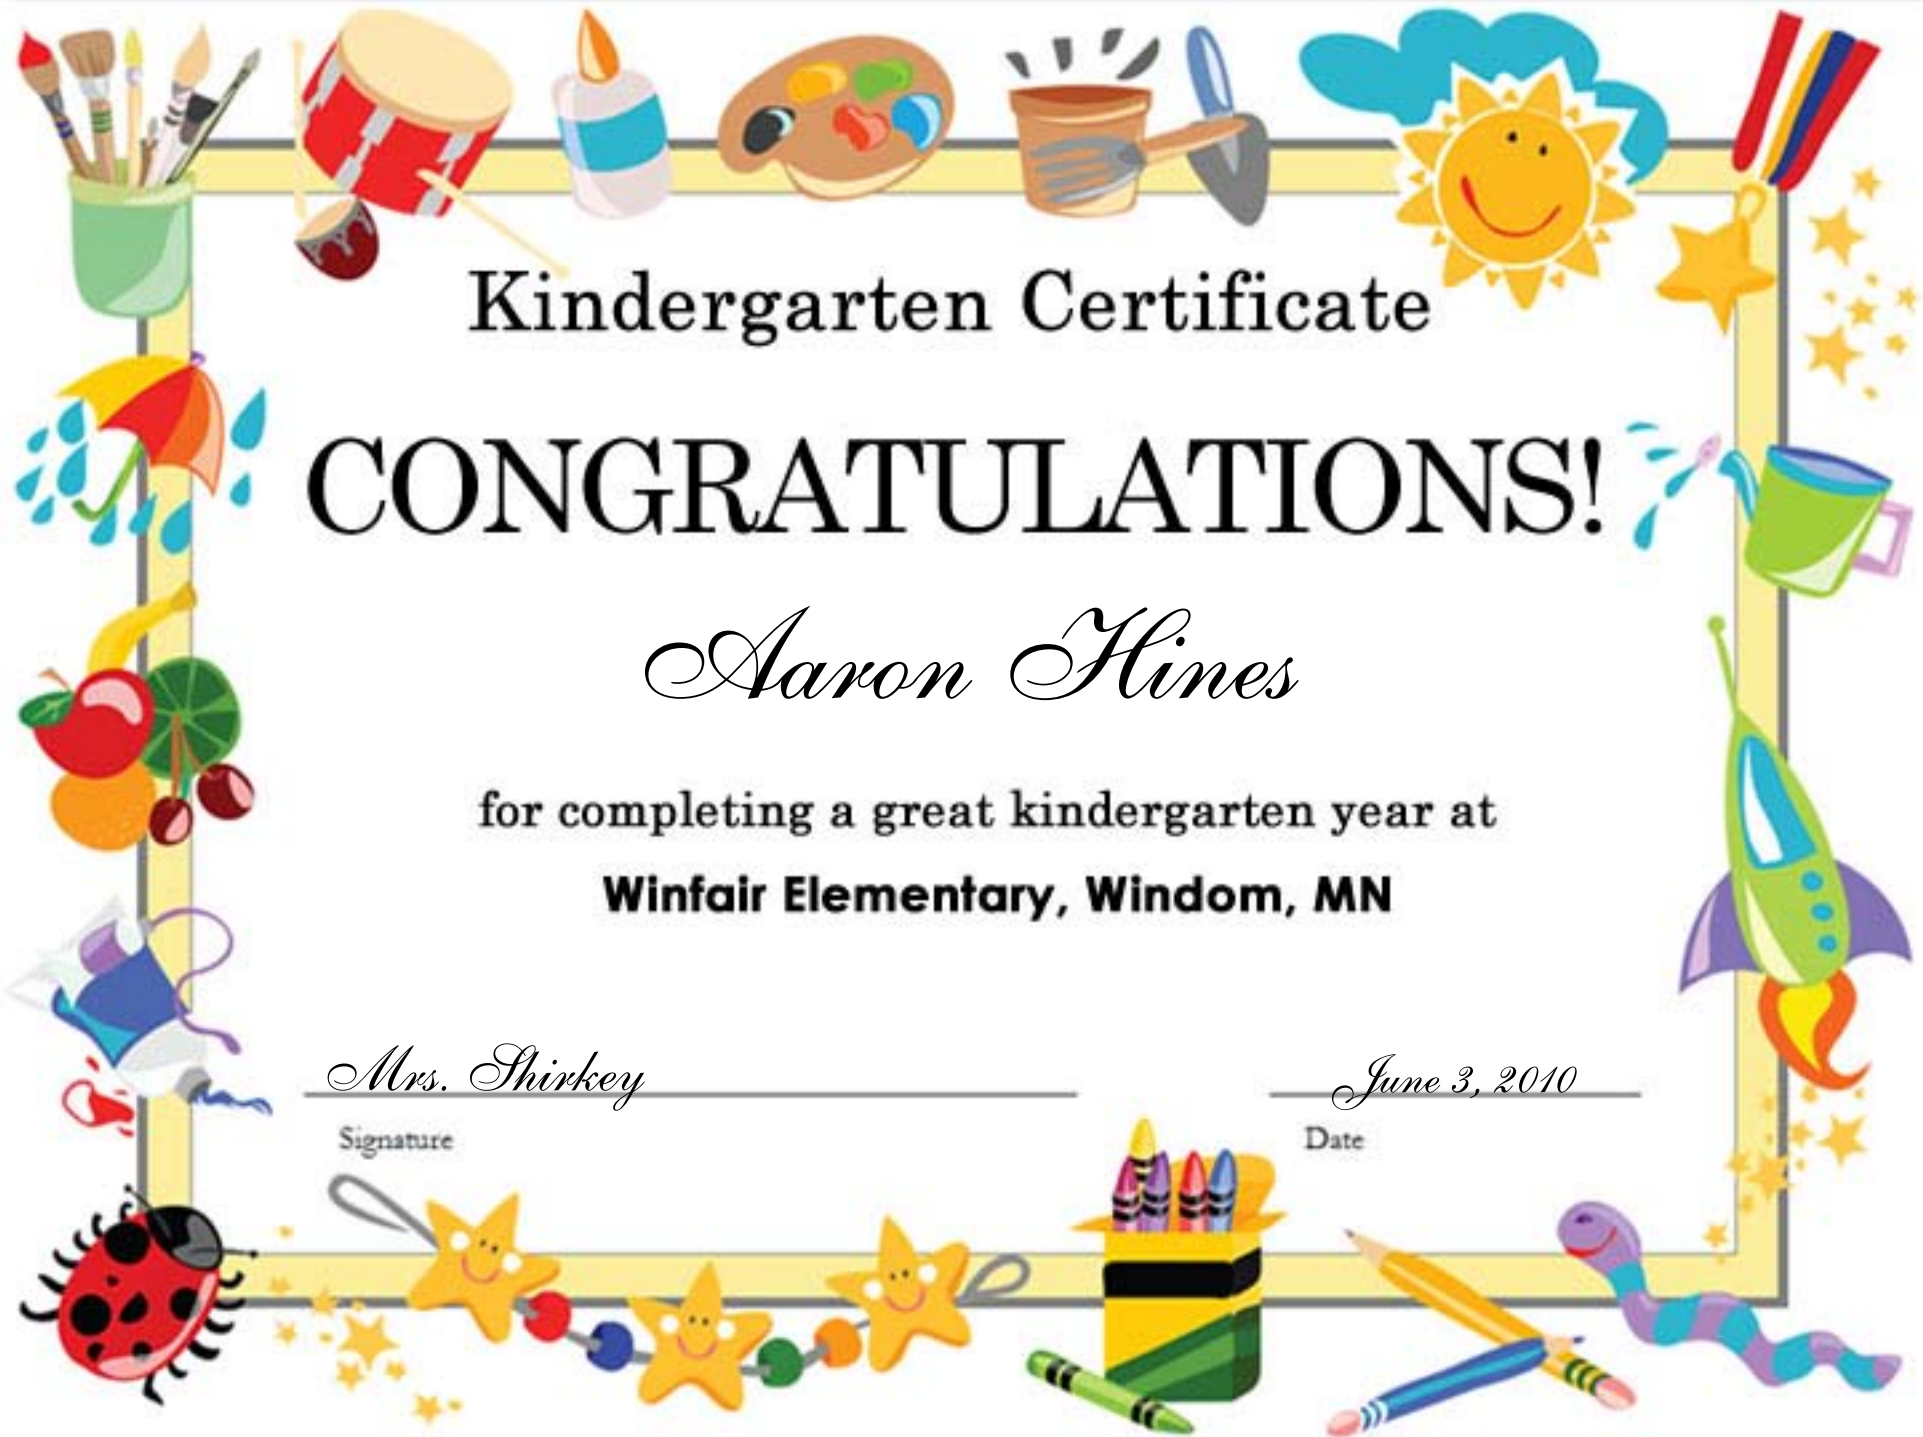 Kindergarten Certificate
CONGRATULATIONS!
Aaron Hines
for completing a great kindergarten year at
Winfair Elementary, Windom, MN
Mrs. Shirkey June 3, 2010
Signature Date